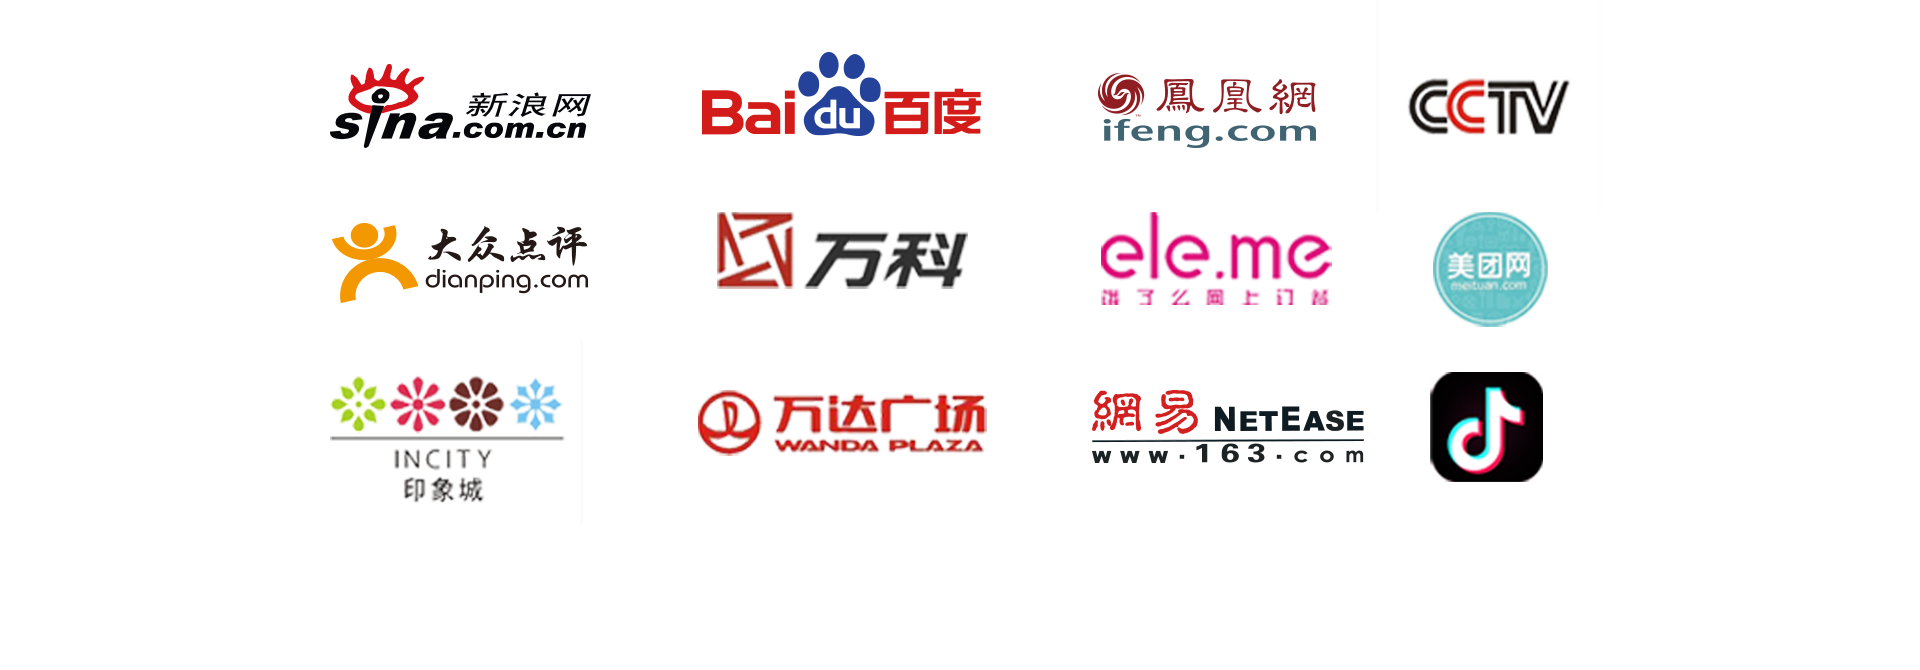 sina 新浪网
.com.cn
Bai du 百度
鳳凰網
ifeng.com
CCTV
大众点评
dianping.com
万科
ele.me
饿了么网上订餐
美团网
meituan.com
INCITY
印象城
万达广场
WANDA PLAZA
網易 NETEASE
www.163.com